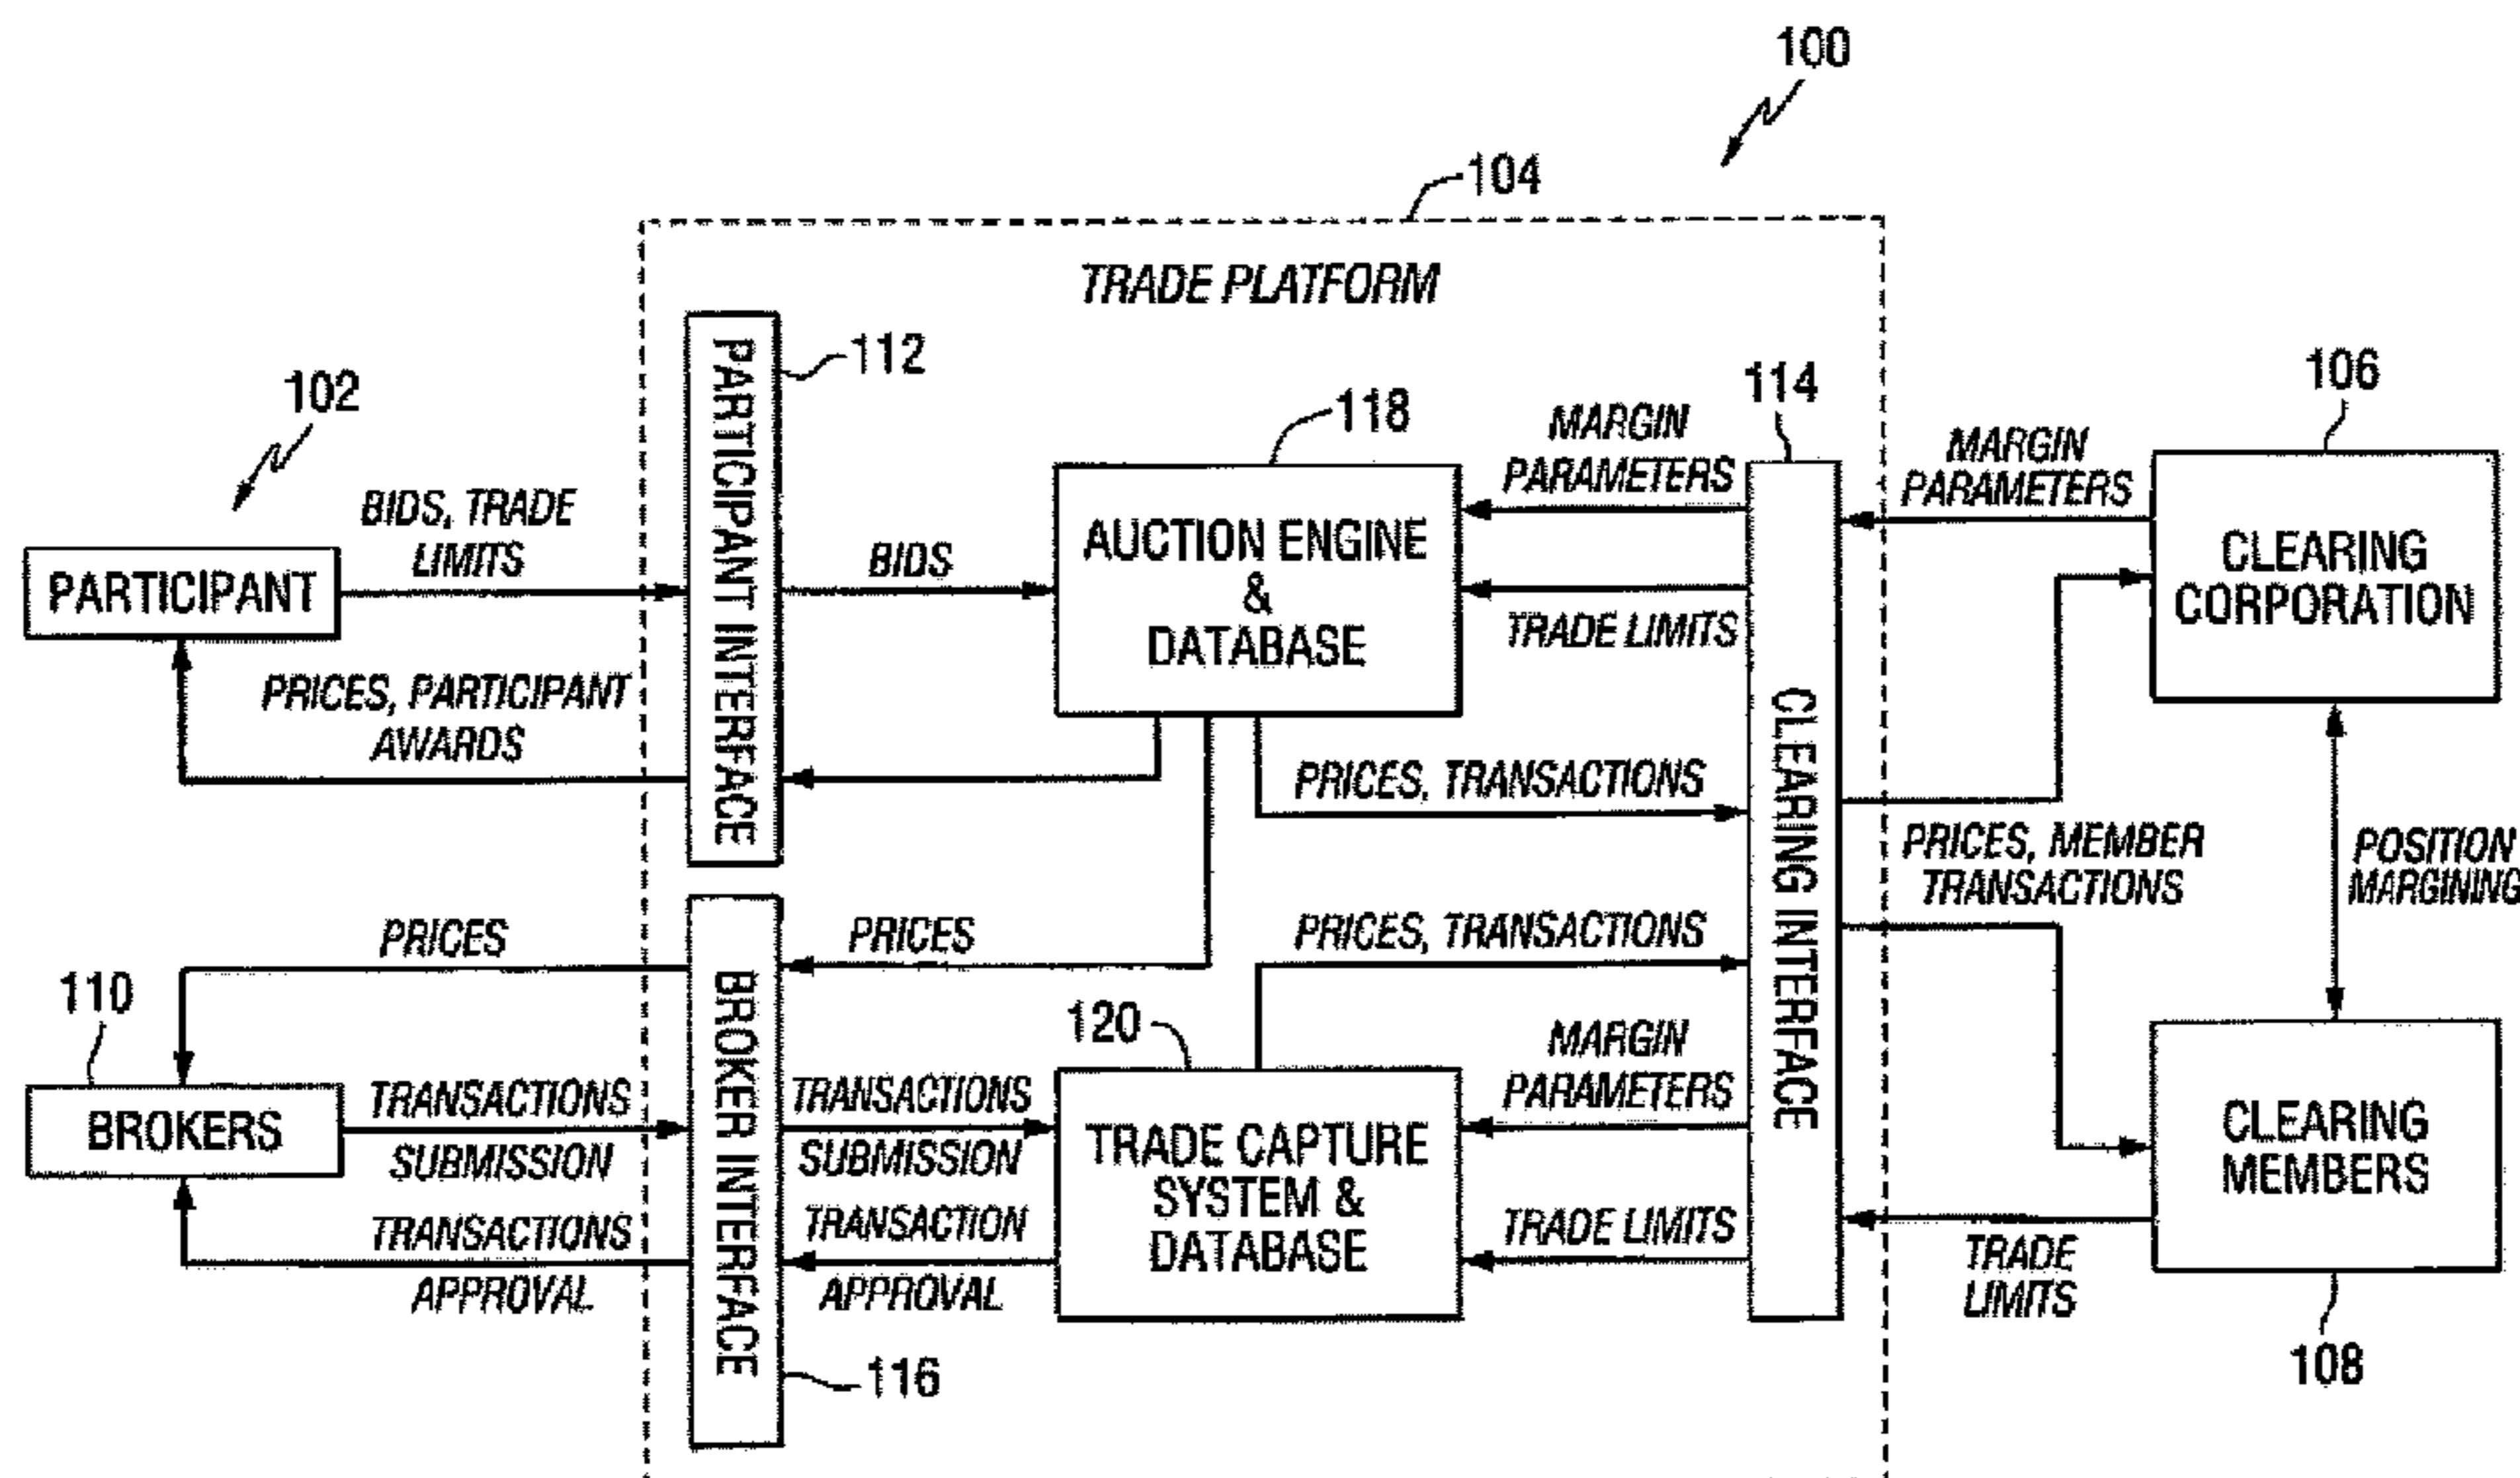 100
104
TRADE PLATFORM
102
PARTICIPANT
BIDS, TRADE
LIMITS
PRICES, PARTICIPANT
AWARDS
PARTICIPANT INTERFACE
112
BIDS
118
AUCTION ENGINE
&
DATABASE
MARGIN
PARAMETERS
TRADE LIMITS
PRICES, TRANSACTIONS
114
CLEARING INTERFACE
MARGIN
PARAMETERS
106
CLEARING
CORPORATION
PRICES, MEMBER
TRANSACTIONS
POSITION
MARGINING
PRICES
110
BROKERS
TRANSACTIONS
SUBMISSION
TRANSACTIONS
APPROVAL
BROKER INTERFACE
116
PRICES
TRANSACTIONS
SUBMISSION
TRANSACTION
APPROVAL
120
TRADE CAPTURE
SYSTEM &
DATABASE
PRICES, TRANSACTIONS
MARGIN
PARAMETERS
TRADE LIMITS
CLEARING
MEMBERS
TRADE
LIMITS
108